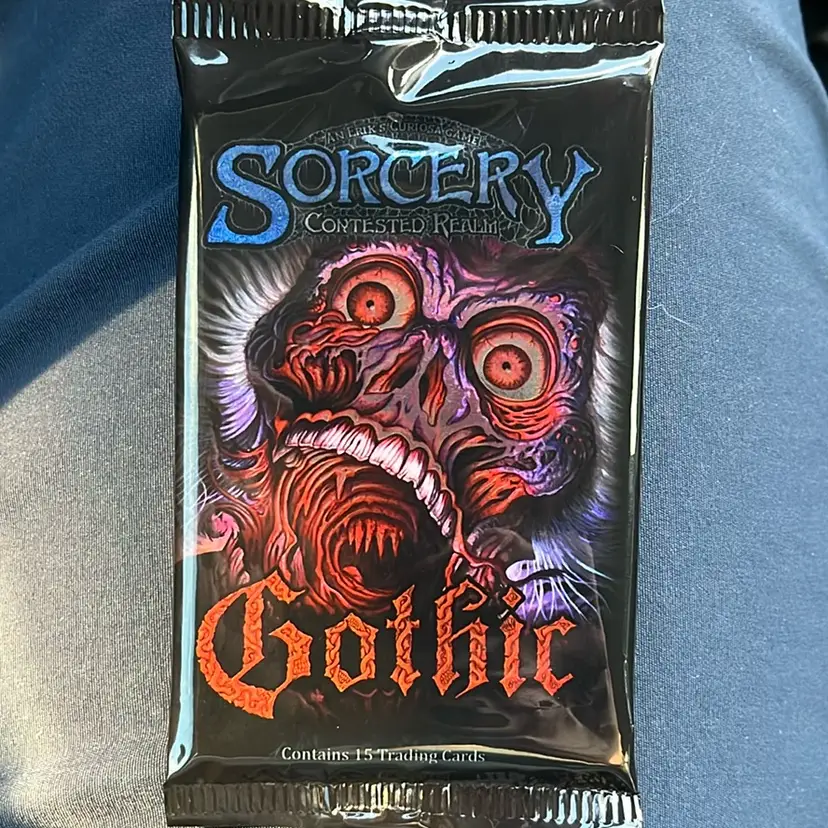 AN ERIK'S CURIOSA GAME
SORCERY
CONTESTED REALM
Gothic
Contains 15 Trading Cards